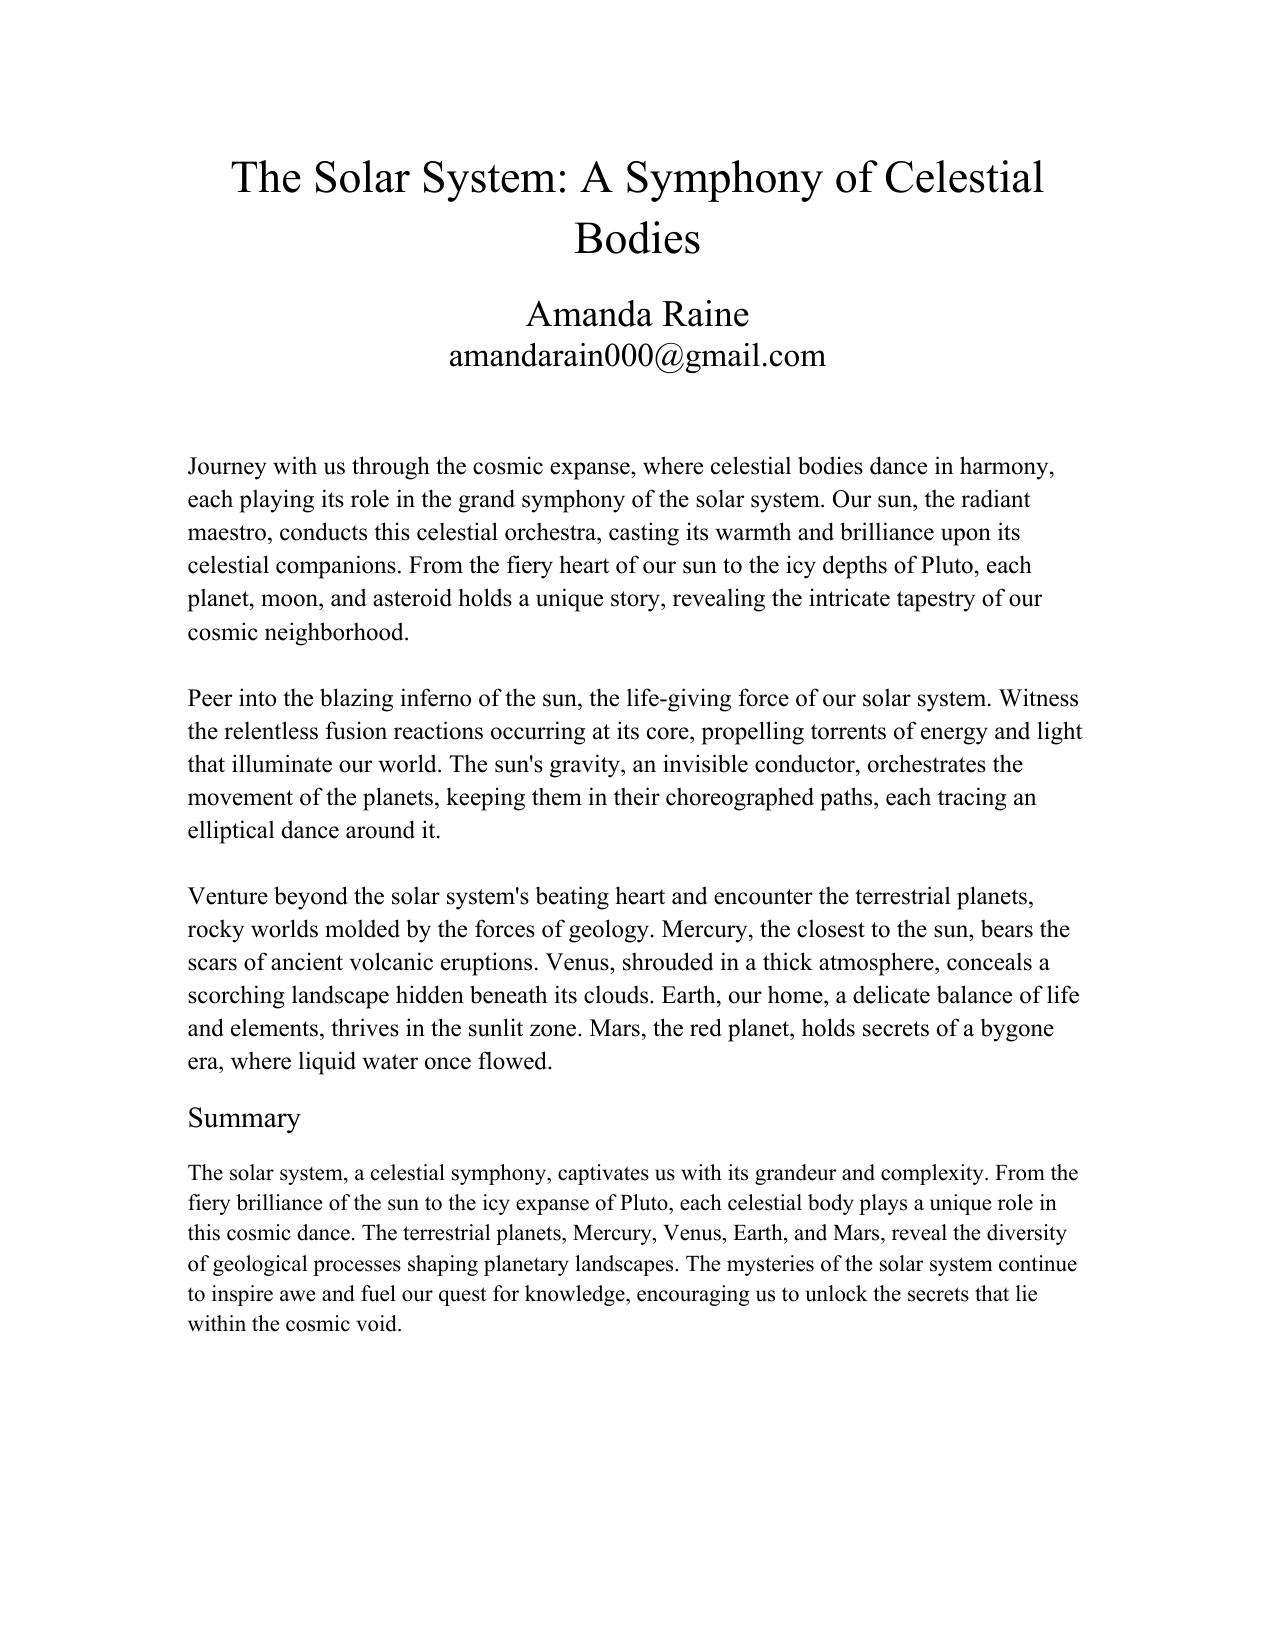 The Solar System: A Symphony of Celestial
Bodies
Amanda Raine
amandarain000@gmail.com
Journey with us through the cosmic expanse, where celestial bodies dance in harmony,
each playing its role in the grand symphony of the solar system. Our sun, the radiant
maestro, conducts this celestial orchestra, casting its warmth and brilliance upon its
celestial companions. From the fiery heart of our sun to the icy depths of Pluto, each
planet, moon, and asteroid holds a unique story, revealing the intricate tapestry of our
cosmic neighborhood.
Peer into the blazing inferno of the sun, the life-giving force of our solar system. Witness
the relentless fusion reactions occurring at its core, propelling torrents of energy and light
that illuminate our world. The sun's gravity, an invisible conductor, orchestrates the
movement of the planets, keeping them in their choreographed paths, each tracing an
elliptical dance around it.
Venture beyond the solar system's beating heart and encounter the terrestrial planets,
rocky worlds molded by the forces of geology. Mercury, the closest to the sun, bears the
scars of ancient volcanic eruptions. Venus, shrouded in a thick atmosphere, conceals a
scorching landscape hidden beneath its clouds. Earth, our home, a delicate balance of life
and elements, thrives in the sunlit zone. Mars, the red planet, holds secrets of a bygone
era, where liquid water once flowed.
Summary
The solar system, a celestial symphony, captivates us with its grandeur and complexity. From the
fiery brilliance of the sun to the icy expanse of Pluto, each celestial body plays a unique role in
this cosmic dance. The terrestrial planets, Mercury, Venus, Earth, and Mars, reveal the diversity
of geological processes shaping planetary landscapes. The mysteries of the solar system continue
to inspire awe and fuel our quest for knowledge, encouraging us to unlock the secrets that lie
within the cosmic void.